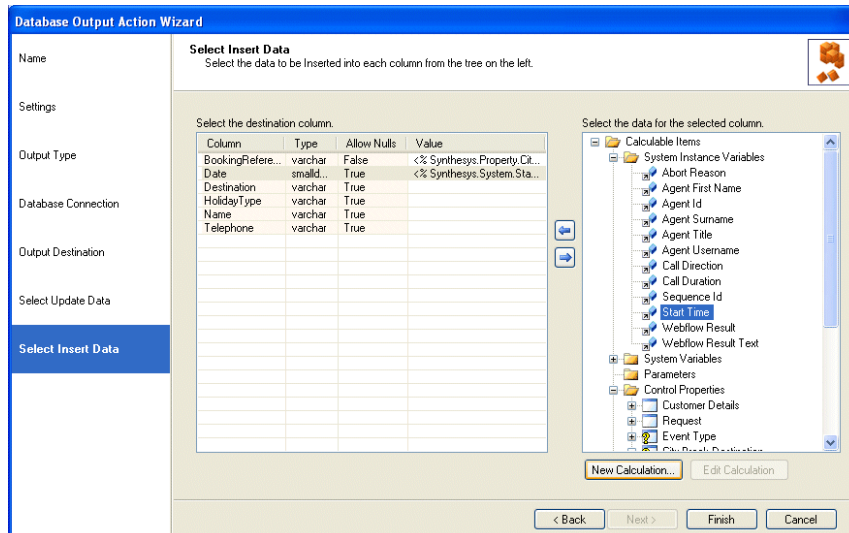 Database Output Action Wizard
Name
Settings
Output Type
Database Connection
Output Destination
Select Update Data
Select Insert Data
Select Insert Data
Select the data to be Inserted into each column from the tree on the left.
Select the destination column.
Column Type Allow Nulls Value
BookingRefere... varchar False <% Synthesys.Property.Cit...
Date smalld... True <% Synthesys.System.Sta...
Destination varchar True
HolidayType varchar True
Name varchar True
Telephone varchar True
Select the data for the selected column.
Calculable Items
System Instance Variables
Abort Reason
Agent First Name
Agent Id
Agent Surname
Agent Title
Agent Username
Call Direction
Call Duration
Sequence Id
Start Time
Webflow Result
Webflow Result Text
System Variables
Parameters
Control Properties
Customer Details
Request
Event Type
City Break Destination
New Calculation... Edit Calculation
< Back Next > Finish Cancel